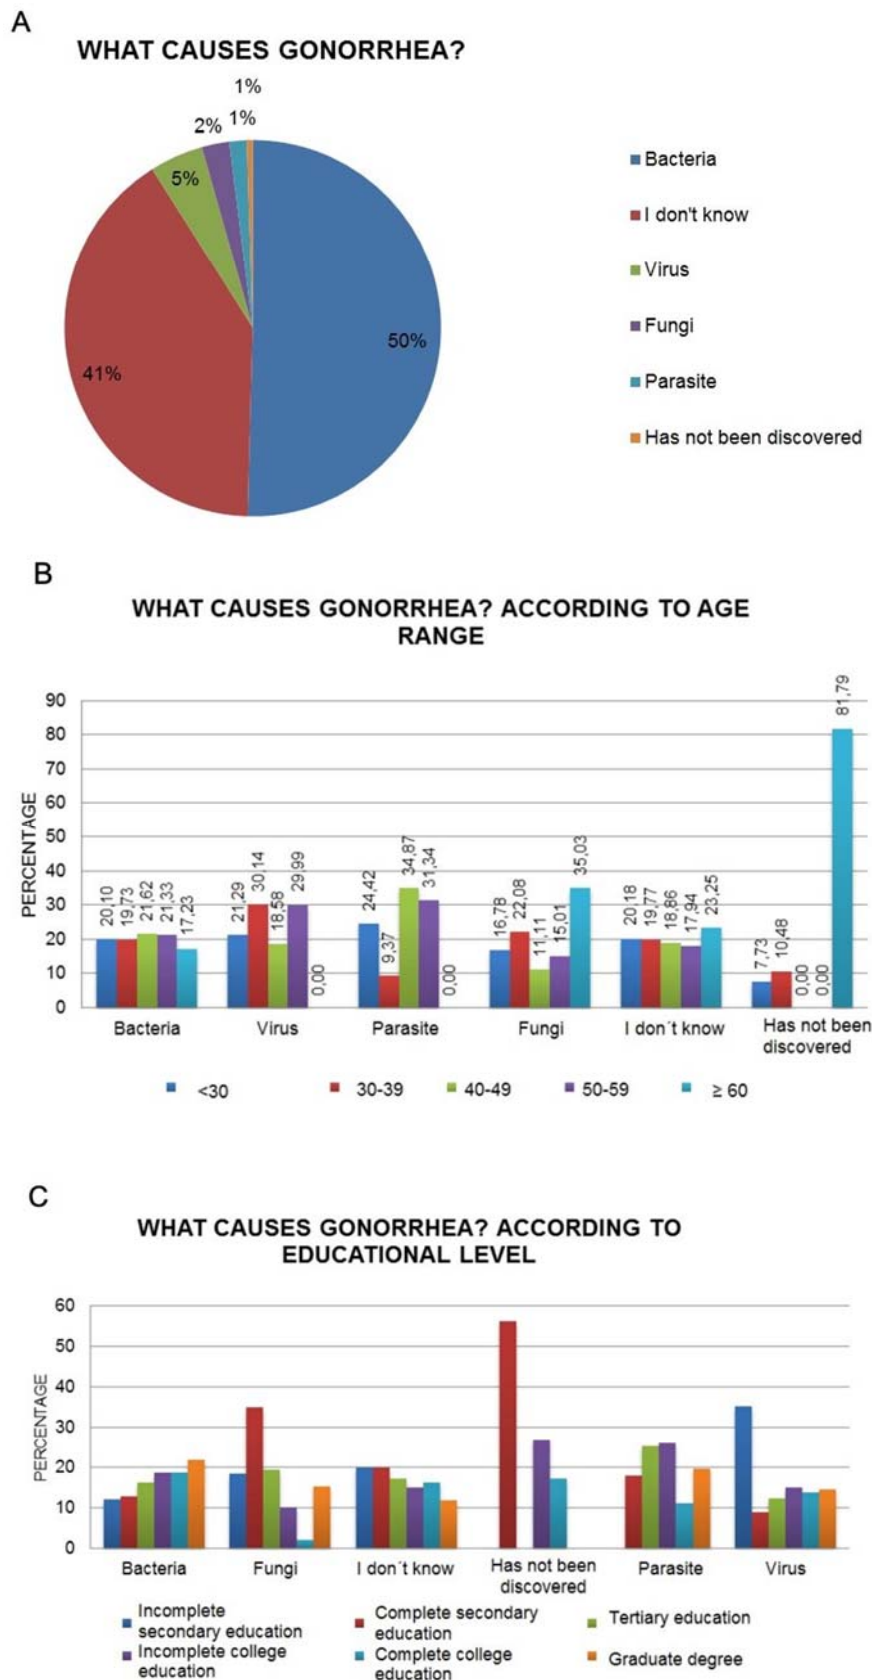 A
WHAT CAUSES GONORRHEA?
1%
2% 1%
5%
41%
50%
Bacteria
I don't know
Virus
Fungi
Parasite
Has not been discovered
B
WHAT CAUSES GONORRHEA? ACCORDING TO AGE
RANGE
PERCENTAGE
90
80
70
60
50
40
30
20
10
0
20,10 19,73 21,62 21,33 17,23
21,29 30,14 18,58 29,99 0,00
24,42 9,37 34,87 31,34 0,00
16,78 22,08 11,11 15,01 35,03
20,18 19,77 18,86 17,94 23,25
7,73 10,48 0,00 0,00 81,79
Bacteria Virus Parasite Fungi I don´t know Has not been
discovered
<30 30-39 40-49 50-59 ≥ 60
C
WHAT CAUSES GONORRHEA? ACCORDING TO
EDUCATIONAL LEVEL
PERCENTAGE
60
50
40
30
20
10
0
Bacteria Fungi I don´t know Has not been
discovered Parasite Virus
Incomplete
secondary education
Complete secondary
education
Tertiary education
Incomplete college
education
Complete college
education
Graduate degree